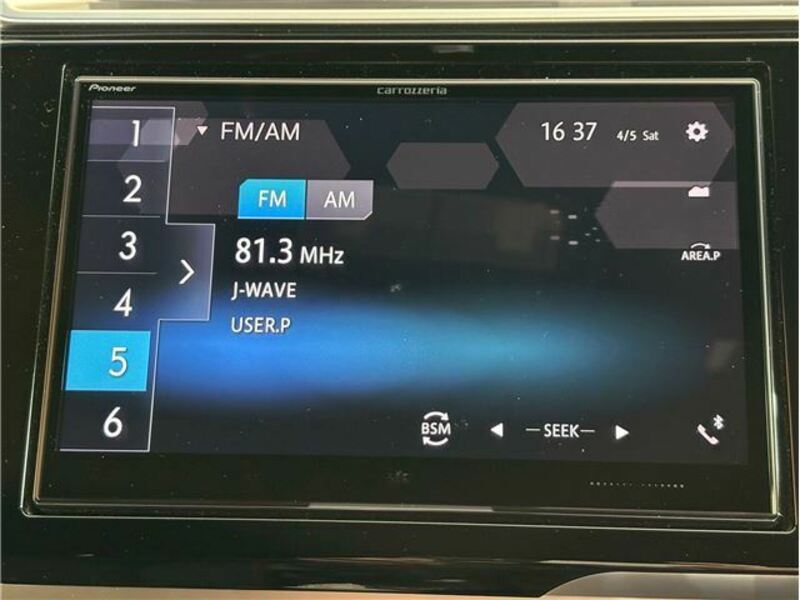 Pioneer
carrozzeria
FM/AM
16 37 4/5 Sat
1
2
3
4
5
6
FM AM
81.3 MHz
J-WAVE
USER.P
AREA.P
BSM
SEEK